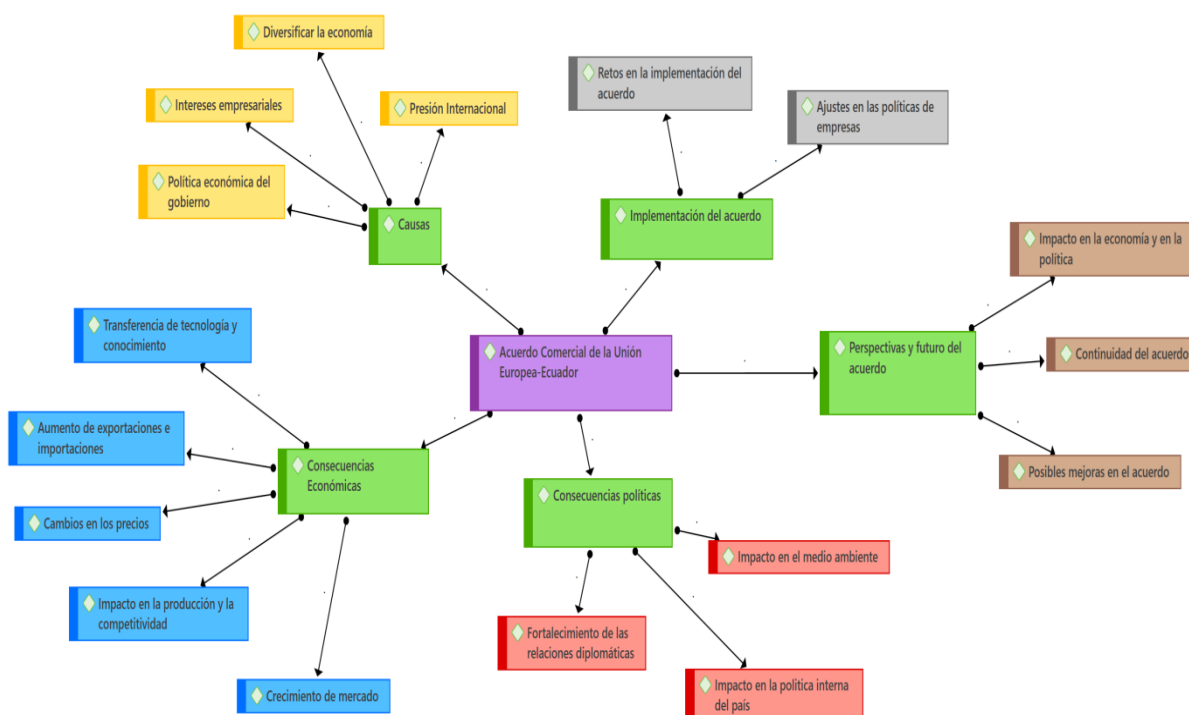 Diversificar la economía
Intereses empresariales
Presión Internacional
Política económica del
gobierno
Causas
Retos en la implementación del
acuerdo
Ajustes en las políticas de
empresas
Implementación del acuerdo
Impacto en la economía y en la
política
Perspectivas y futuro del
acuerdo
Continuidad del acuerdo
Posibles mejoras en el acuerdo
Acuerdo Comercial de la Unión
Europea-Ecuador
Transferencia de tecnología y
conocimiento
Aumento de exportaciones e
importaciones
Consecuencias
Económicas
Cambios en los precios
Impacto en la producción y la
competitividad
Crecimiento de mercado
Consecuencias políticas
Impacto en el medio ambiente
Fortalecimiento de las
relaciones diplomáticas
Impacto en la política interna
del país